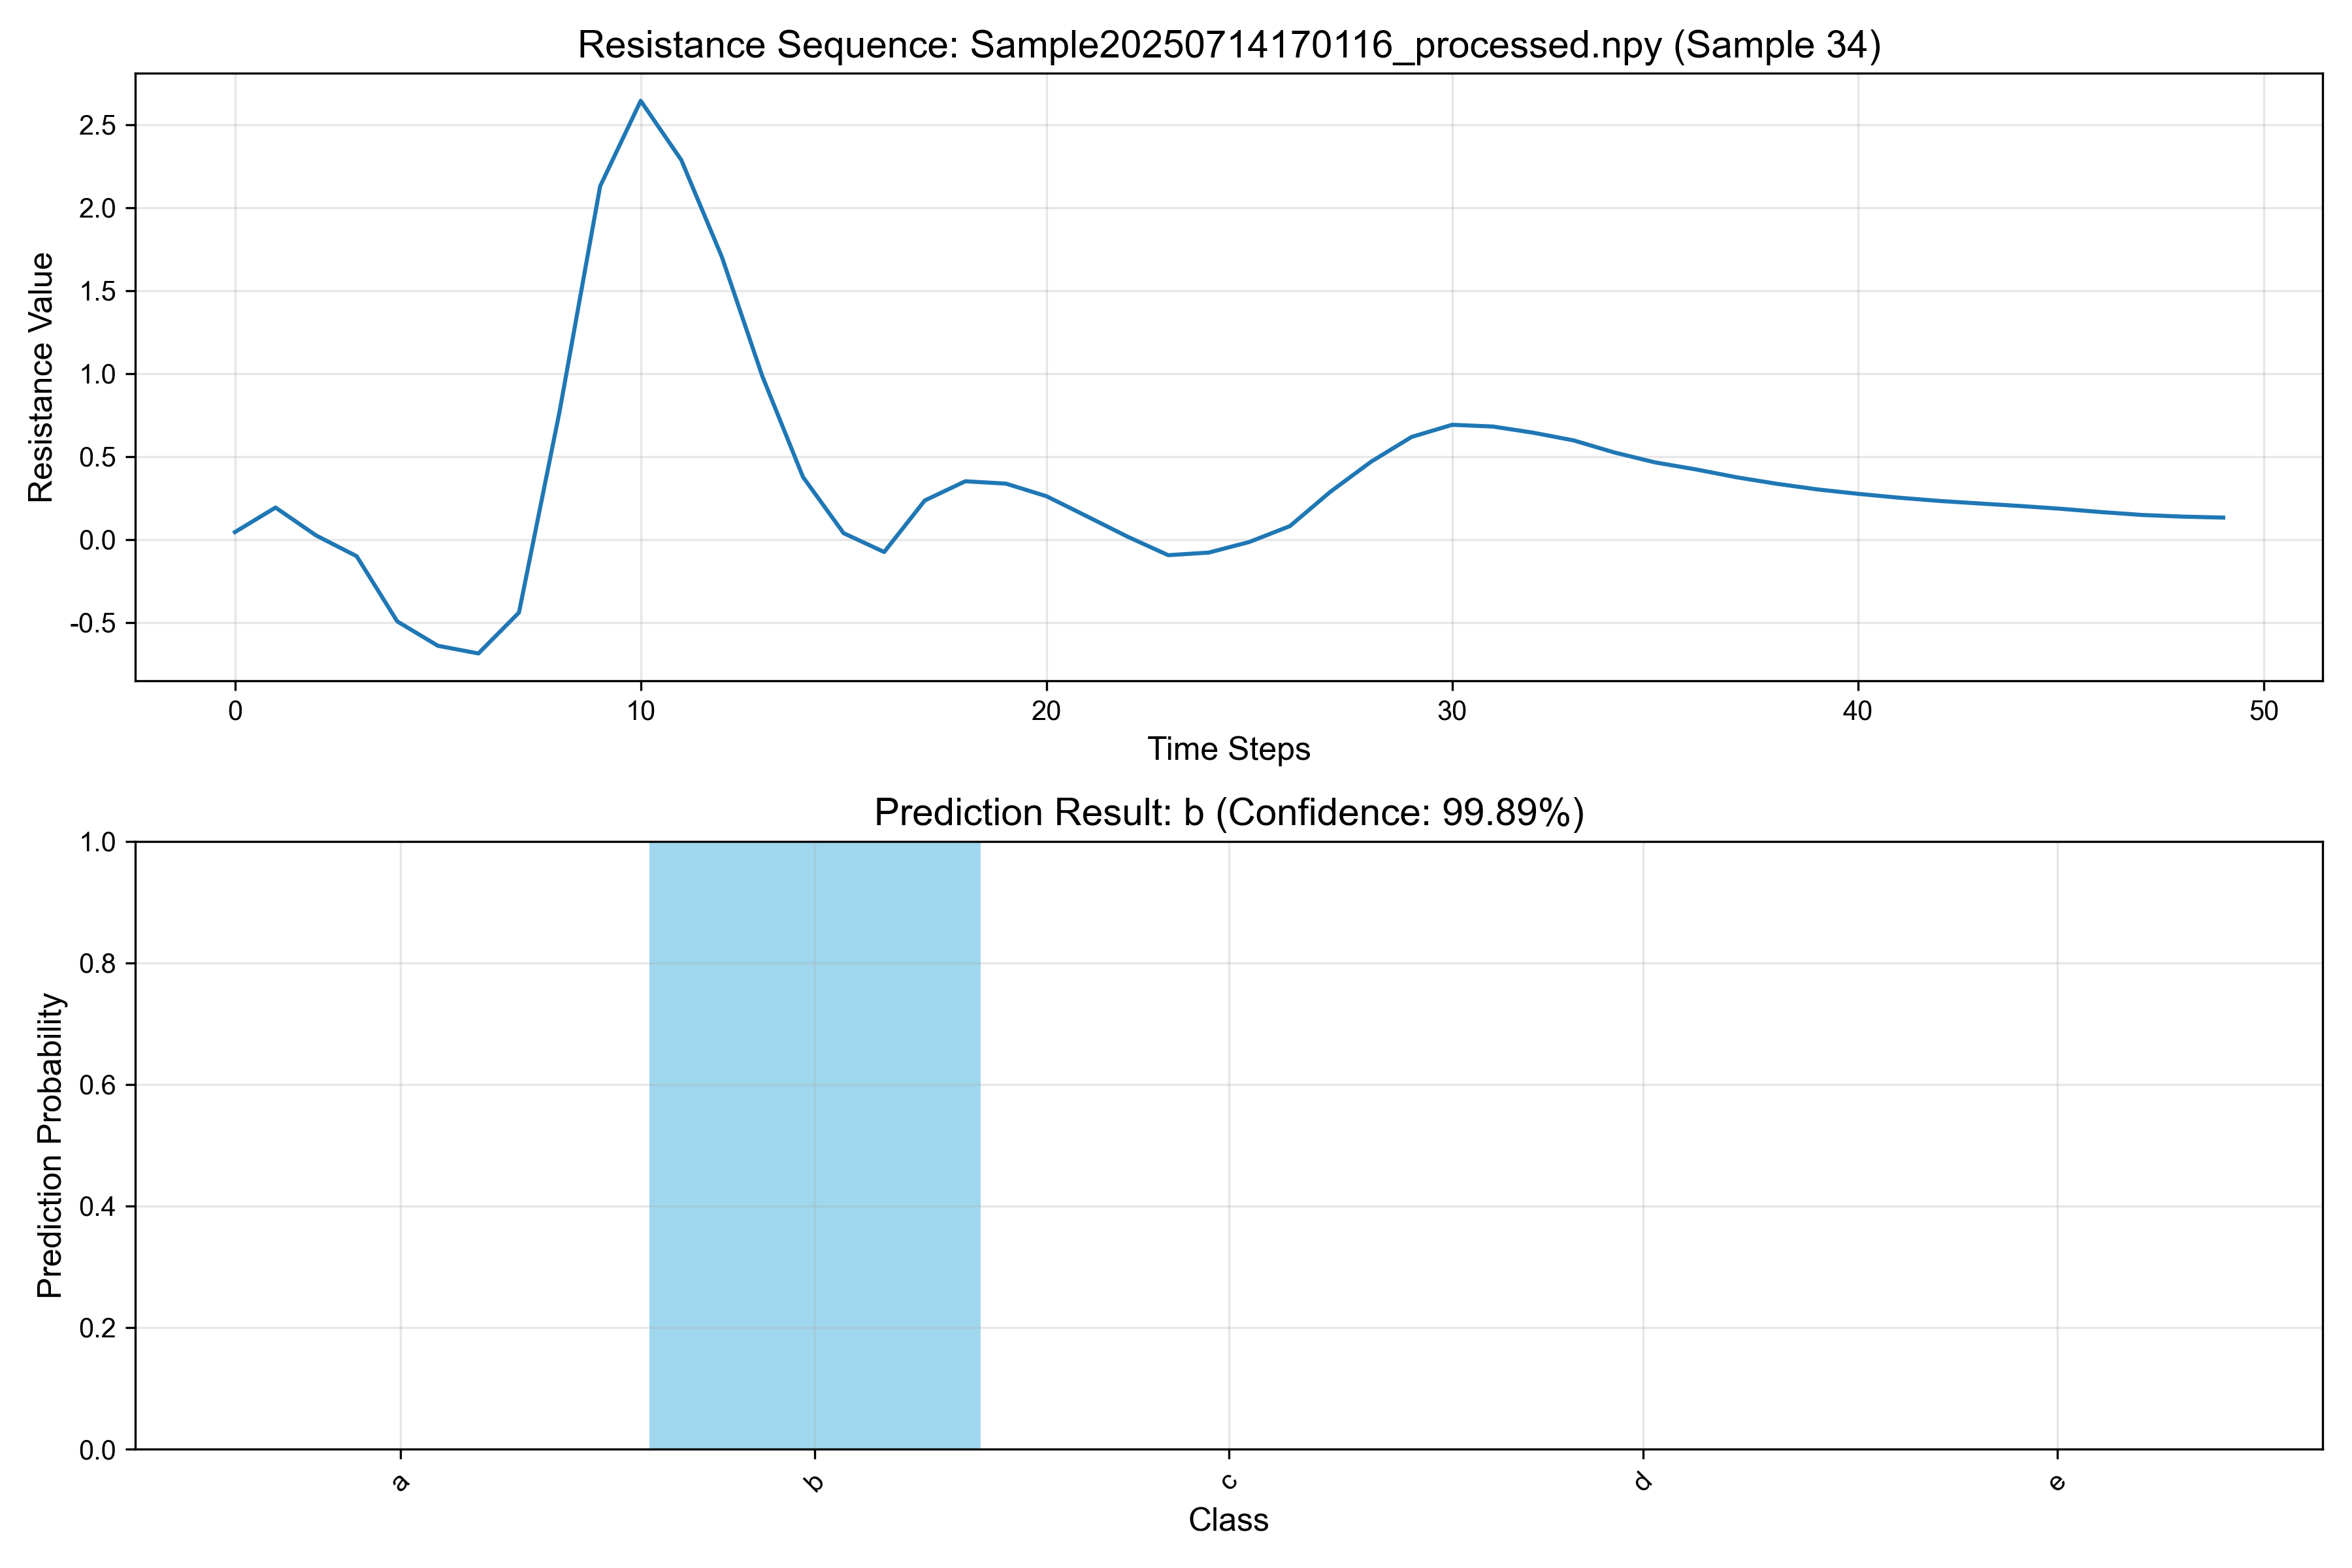 Resistance Sequence: Sample20250714170116_processed.npy (Sample 34)
Resistance Value
2.5
2.0
1.5
1.0
0.5
0.0
-0.5
0 10 20 30 40 50
Time Steps
Prediction Result: b (Confidence: 99.89%)
Prediction Probability
1.0
0.8
0.6
0.4
0.2
0.0
a b c d e
Class